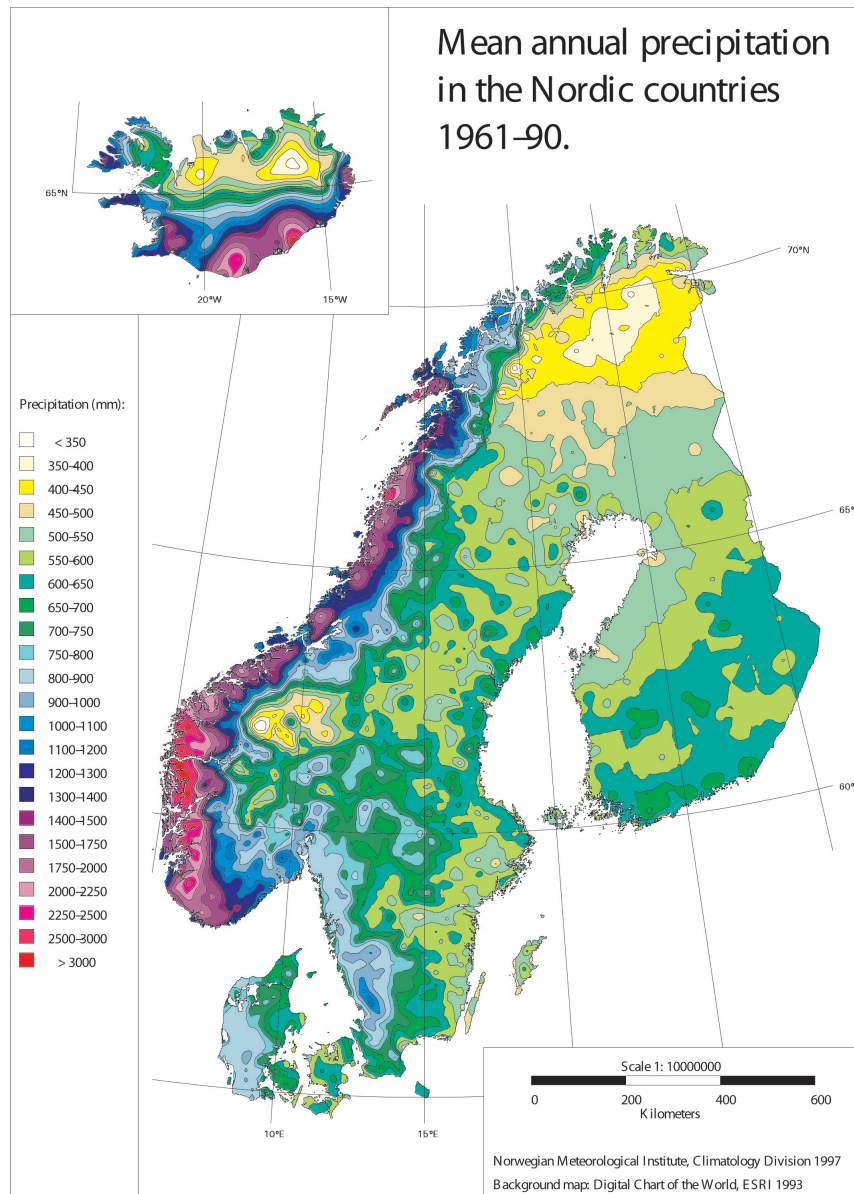 Mean annual precipitation
in the Nordic countries
1961–90.
65°N
20°W
15°W
70°N
Precipitation (mm):
< 350
350-400
400-450
450-500
500-550
550-600
600-650
650-700
700-750
750-800
800-900
900-1000
1000-1100
1100-1200
1200-1300
1300-1400
1400-1500
1500-1750
1750-2000
2000-2250
2250-2500
2500-3000
> 3000
65°
60°
10°E
15°E
Scale 1: 10000000
0 200 400 600
Kilometers
Norwegian Meteorological Institute, Climatology Division 1997
Background map: Digital Chart of the World, ESRI 1993